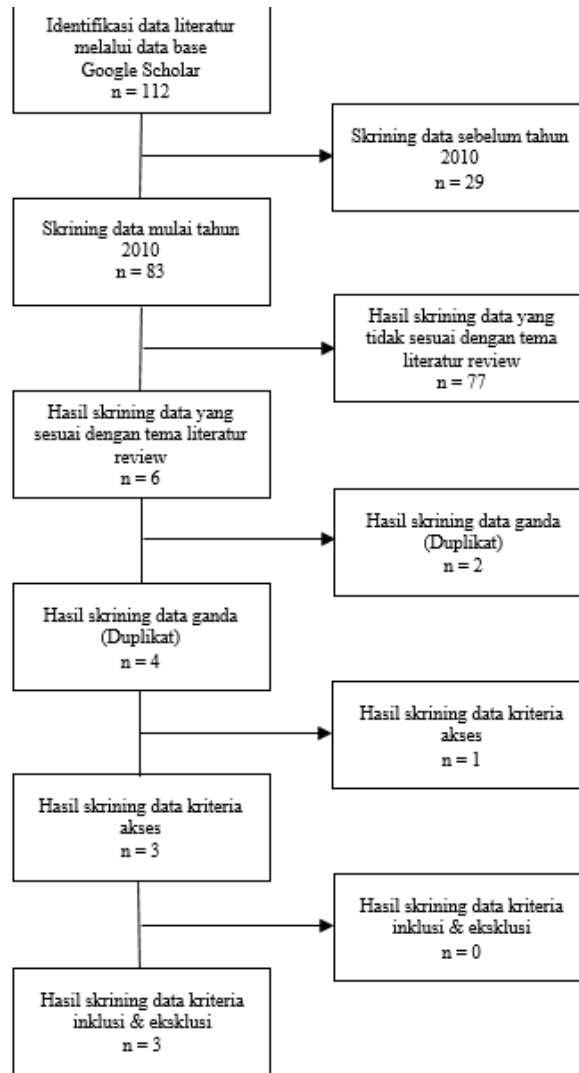 Identifikasi data literatur
melalui data base
Google Scholar
n = 112
Skrining data sebelum tahun
2010
n = 29
Skrining data mulai tahun
2010
n = 83
Hasil skrining data yang
tidak sesuai dengan tema
literatur review
n = 77
Hasil skrining data yang
sesuai dengan tema literatur
review
n = 6
Hasil skrining data ganda
(Duplikat)
n = 2
Hasil skrining data ganda
(Duplikat)
n = 4
Hasil skrining data kriteria
akses
n = 1
Hasil skrining data kriteria
akses
n = 3
Hasil skrining data kriteria
inklusi & eksklusi
n = 0
Hasil skrining data kriteria
inklusi & eksklusi
n = 3